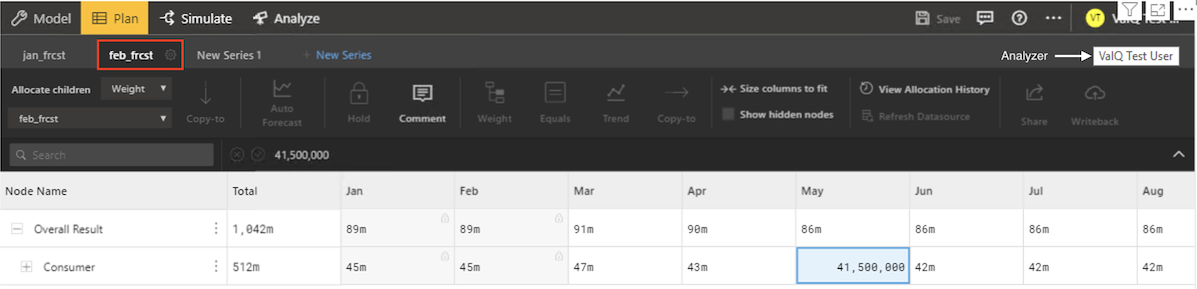 Model Plan Simulate Analyze Save ... VT ValQ Test ... ...
jan_frcst feb_frcst New Series 1 + New Series Analyzer ValQ Test User
Allocate children Weight
feb_frcst
Copy-to
Auto
Forecast
Hold
Comment
Weight
Equals
Trend
Copy-to
Size columns to fit
Show hidden nodes
View Allocation History
Refresh Datasource
Share
Writeback
Search 41,500,000
Node Name Total Jan Feb Mar Apr May Jun Jul Aug
Overall Result 1,042m 89m 89m 91m 90m 86m 86m 86m 86m
Consumer 512m 45m 45m 47m 43m 41,500,000 42m 42m 42m